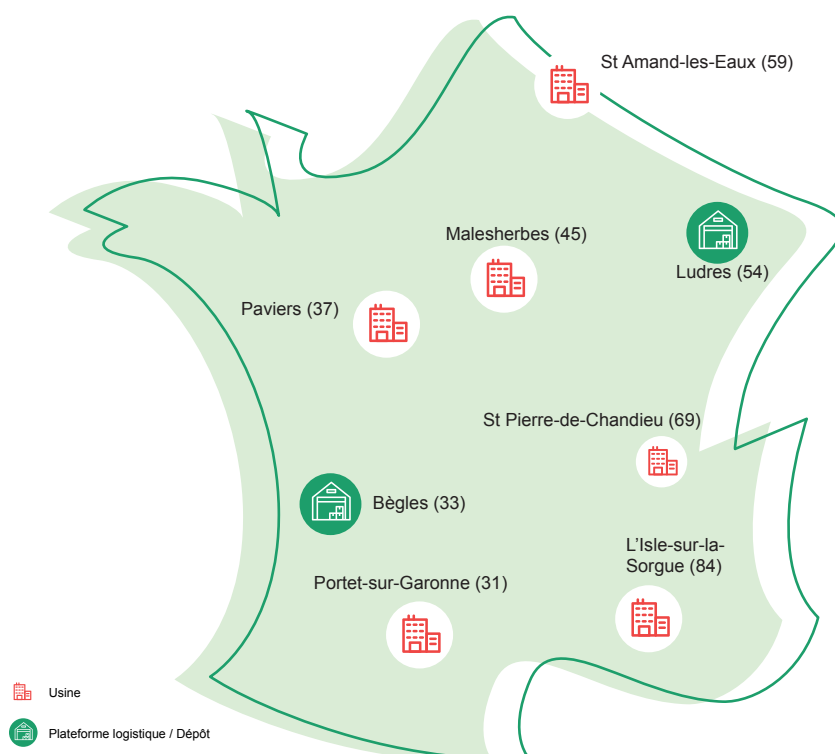 St Amand-les-Eaux (59)
Malesherbes (45)
Ludres (54)
Paviers (37)
St Pierre-de-Chandieu (69)
Bègles (33)
L'Isle-sur-la-
Sorgue (84)
Portet-sur-Garonne (31)
Usine
Plateforme logistique / Dépôt